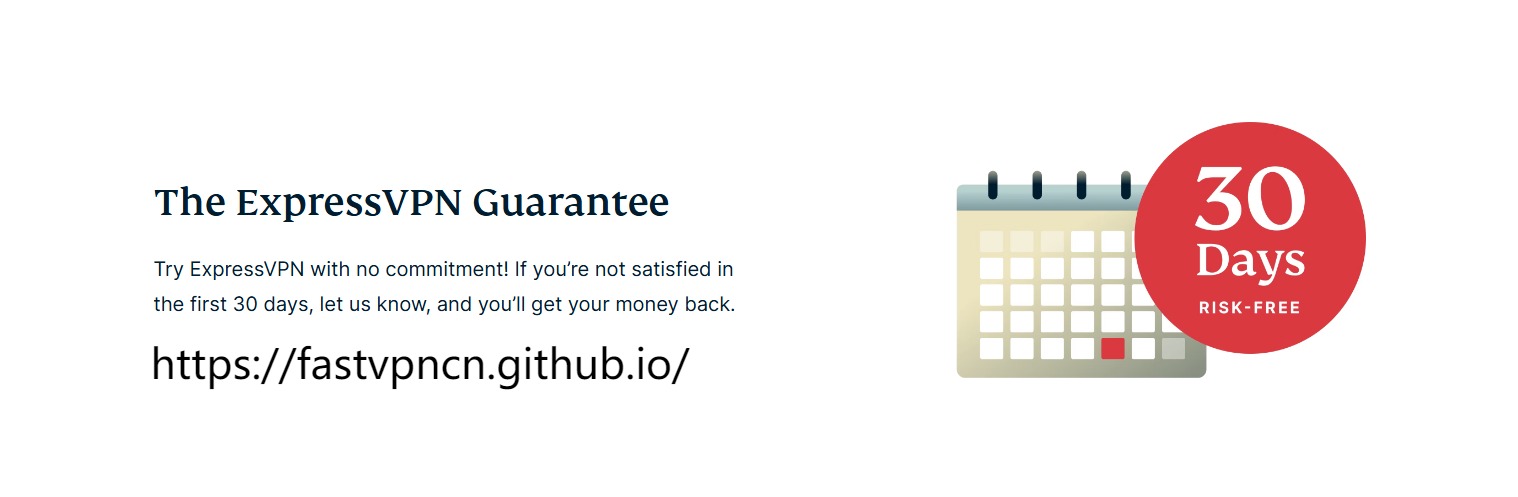 The ExpressVPN Guarantee
Try ExpressVPN with no commitment! If you’re not satisfied in
the first 30 days, let us know, and you’ll get your money back.
https://fastvpncn.github.io/
30
Days
RISK-FREE